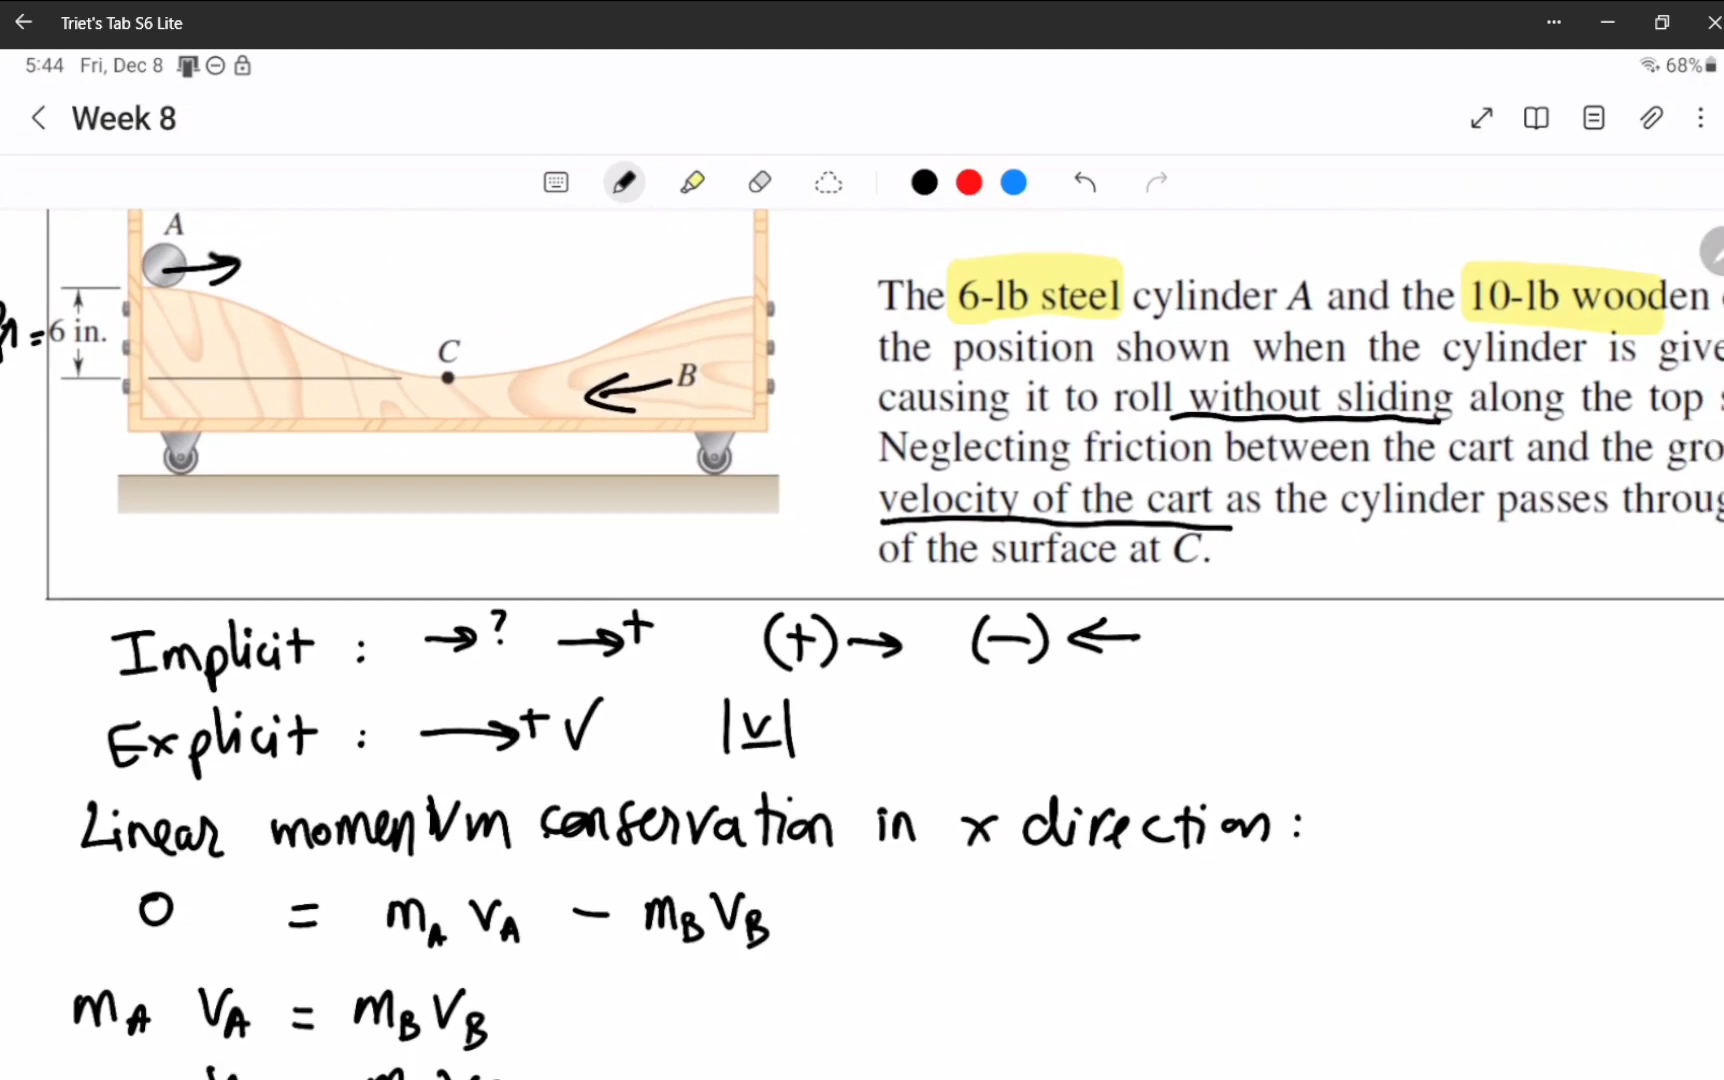 Triet's Tab S6 Lite
5:44 Fri, Dec 8 68%
Week 8
A
= 6 in.
C
B
The 6-lb steel cylinder A and the 10-lb wooden
the position shown when the cylinder is give
causing it to roll without sliding along the top
Neglecting friction between the cart and the gro
velocity of the cart as the cylinder passes throug
of the surface at C.
Implicit : →? →+ (+)→ (−)←
Explicit : →+ √ |v|
Linear momentum conservation in x direction :
0 = mA vA − mB vB
mA vA = mB vB